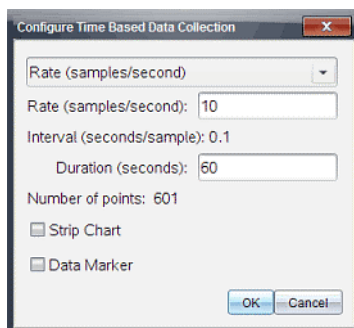 Configure Time Based Data Collection
Rate (samples/second)
Rate (samples/second): 10
Interval (seconds/sample): 0.1
Duration (seconds): 60
Number of points: 601
Strip Chart
Data Marker
OK Cancel